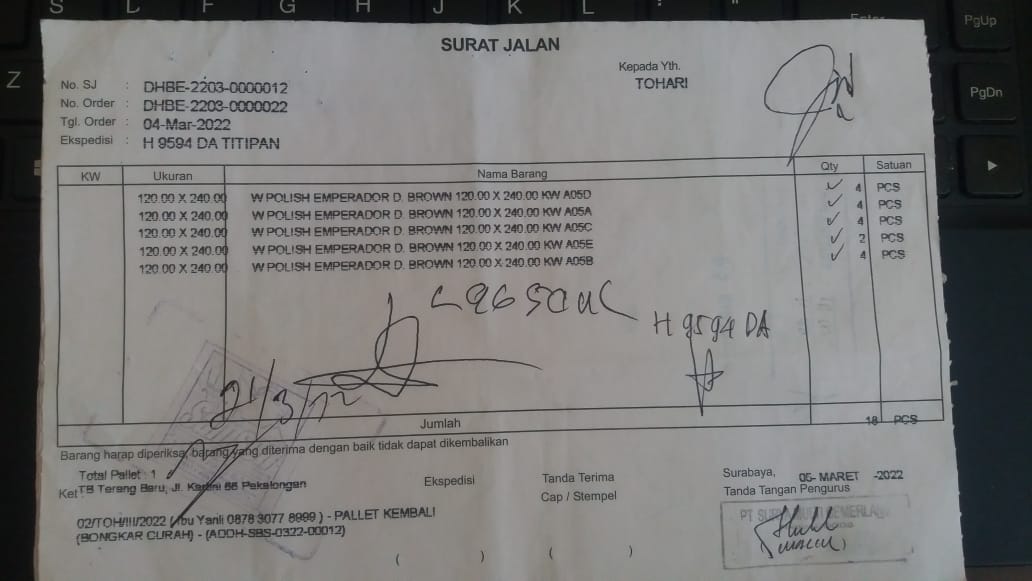 SURAT JALAN
No. SJ : DHBE-2203-0000012
No. Order : DHBE-2203-0000022
Tgl. Order : 04-Mar-2022
Ekspedisi : H 9594 DA TITIPAN
Kepada Yth.
TOHARI
KW Ukuran Nama Barang Qty Satuan
120.00 X 240.00 W POLISH EMPERADOR D. BROWN 120.00 X 240.00 KW A05D 4 PCS
120.00 X 240.00 W POLISH EMPERADOR D. BROWN 120.00 X 240.00 KW A05A 4 PCS
120.00 X 240.00 W POLISH EMPERADOR D. BROWN 120.00 X 240.00 KW A05C 4 PCS
120.00 X 240.00 W POLISH EMPERADOR D. BROWN 120.00 X 240.00 KW A05E 2 PCS
120.00 X 240.00 W POLISH EMPERADOR D. BROWN 120.00 X 240.00 KW A05B 4 PCS
H 9594 DA
21/3/22
Jumlah 18 PCS
Barang harap diperiksa, barang yang diterima dengan baik tidak dapat dikembalikan
Total Pallet : 1
Ket TB Terang Baru, Jl. Kartini 56 Pekalongan
02/TOH/III/2022 (Ibu Yanli 0878 3077 8999 ) - PALLET KEMBALI
(BONGKAR CURAH) - (ADDH-SBS-0322-00012)
Ekspedisi
( )
Tanda Terima
Cap / Stempel
( )
Surabaya, 05- MARET -2022
Tanda Tangan Pengurus
S D F G H J K L
Z
Enter
PgUp
PgDn